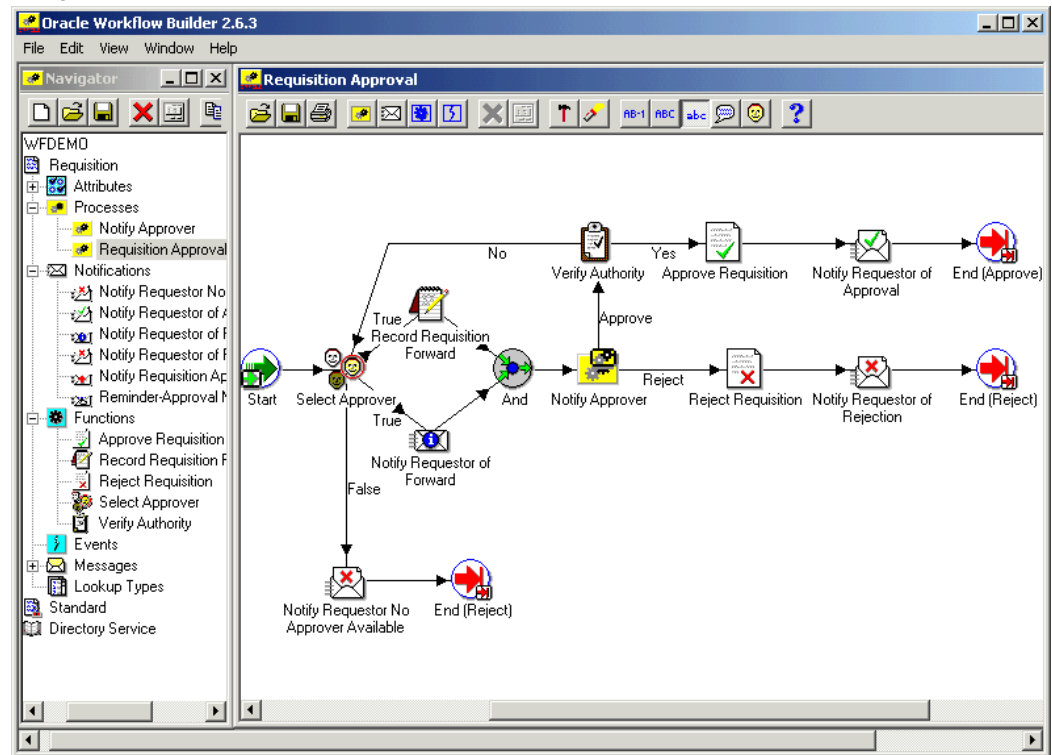 Oracle Workflow Builder 2.6.3
File Edit View Window Help
Navigator
Requisition Approval
AB-1 ABC abc ?
WFDEMO
Requisition
Attributes
Processes
Notify Approver
Requisition Approval
Notifications
Notify Requestor No
Notify Requestor of
Notify Requestor of
Notify Requestor of
Notify Requisition Ap
Reminder-Approval
Functions
Approve Requisition
Record Requisition F
Reject Requisition
Select Approver
Verify Authority
Events
Messages
Lookup Types
Standard
Directory Service
No
Verify Authority
Yes
Approve Requisition
Notify Requestor of
Approval
End (Approve)
True
Record Requisition
Forward
Approve
Start
Select Approver
And
Notify Approver
Reject
Reject Requisition
Notify Requestor of
Rejection
End (Reject)
True
Notify Requestor of
Forward
False
Notify Requestor No
Approver Available
End (Reject)